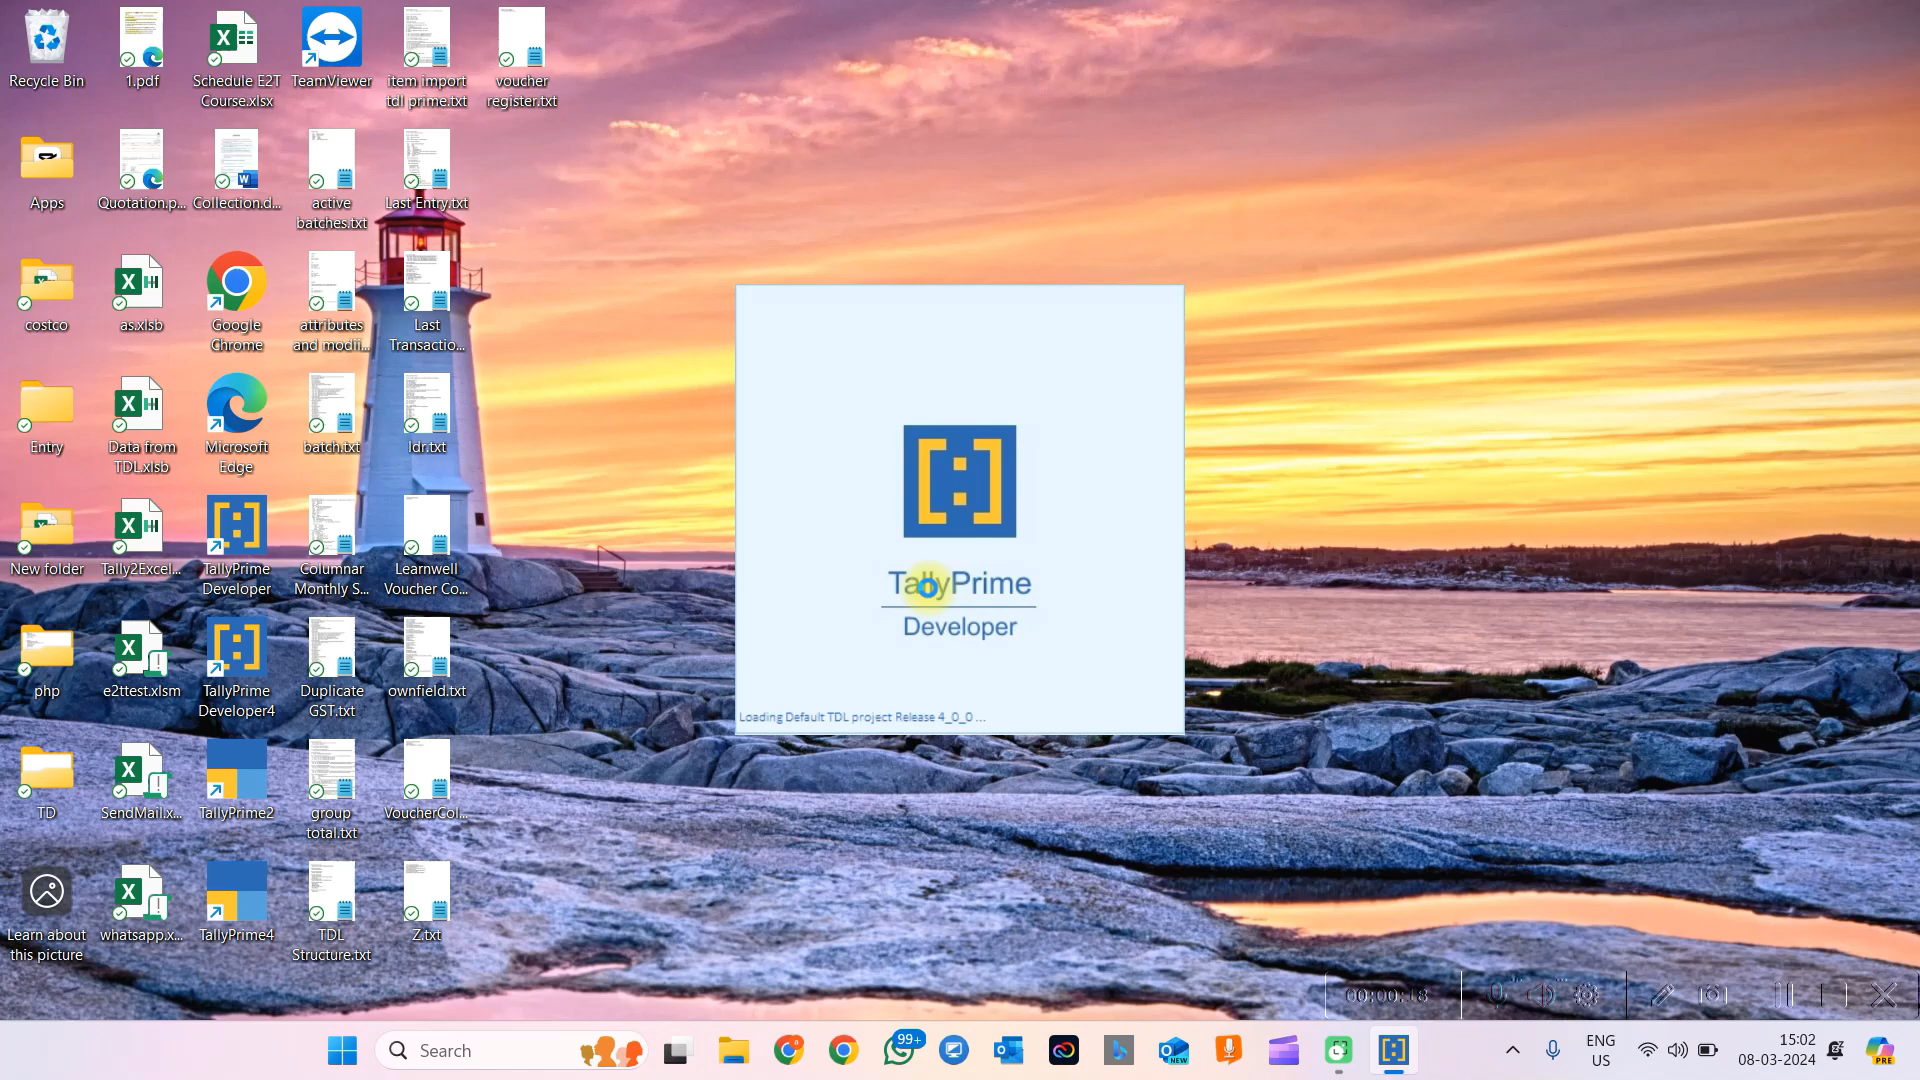 Recycle Bin
1.pdf
Schedule E2T
Course.xlsx
TeamViewer
item import
tdl prime.txt
voucher
register.txt
Apps
Quotation.p...
Collection.d...
active
batches.txt
Last Entry.txt
costco
as.xlsb
Google
Chrome
attributes
and modii...
Last
Transactio...
Entry
Data from
TDL.xlsb
Microsoft
Edge
batch.txt
ldr.txt
New folder
Tally2Excel...
TallyPrime
Developer
Columnar
Monthly S...
Learnwell
Voucher Co...
php
e2ttest.xlsm
TallyPrime
Developer4
Duplicate
GST.txt
ownfield.txt
TD
SendMail.x...
TallyPrime2
group
total.txt
VoucherCol...
Learn about
this picture
whatsapp.x...
TallyPrime4
TDL
Structure.txt
Z.txt
TallyPrime
Developer
Loading Default TDL project Release 4_0_0 ...
00:00:18
Search
99+
NEW
ENG
US
15:02
08-03-2024
PRE